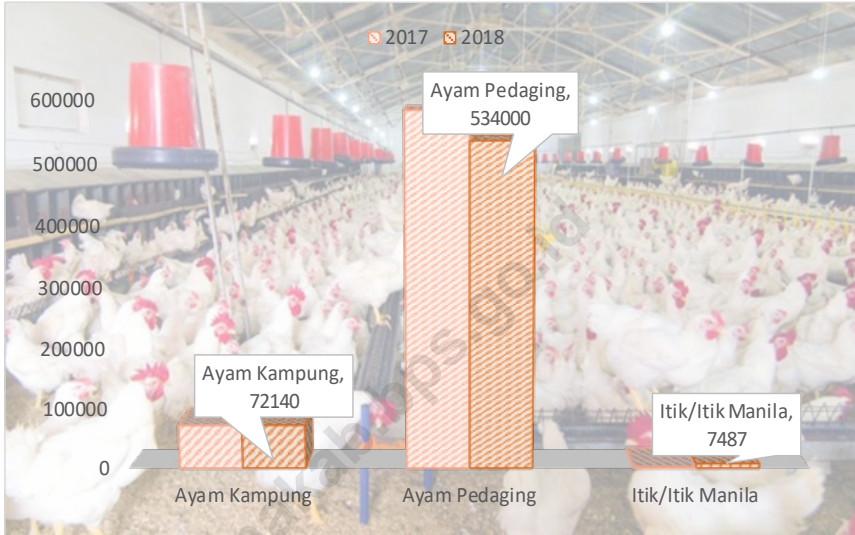 2017 2018
Ayam Pedaging,
534000
600000
500000
400000
300000
200000
100000
0
Ayam Kampung,
72140
Itik/Itik Manila,
7487
Ayam Kampung Ayam Pedaging Itik/Itik Manila